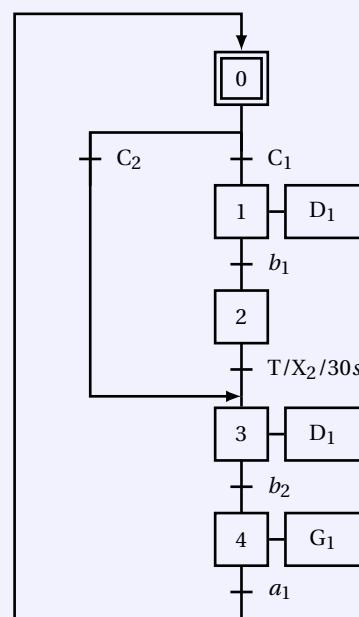 0
C₂ C₁
1 D₁
b₁
2
T/X₂/30s
3 D₁
b₂
4 G₁
a₁